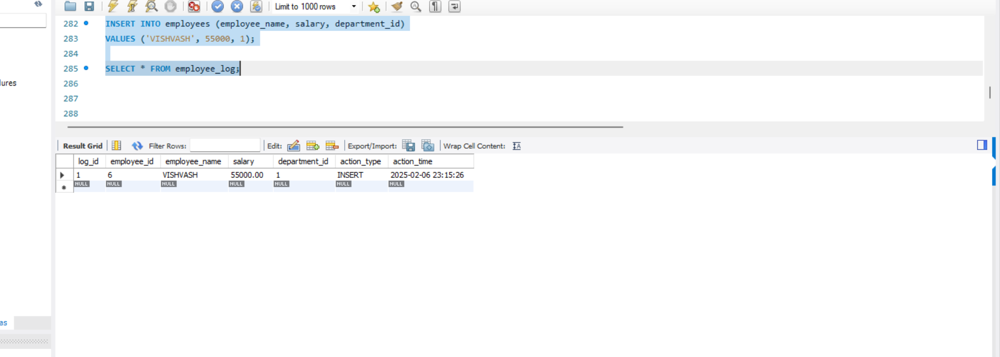 Limit to 1000 rows
282 INSERT INTO employees (employee_name, salary, department_id)
283 VALUES ('VISHVASH', 55000, 1);
284
285 SELECT * FROM employee_log;
286
lures
287
288
Result Grid Filter Rows: Edit: Export/Import: Wrap Cell Content: IA
log_id employee_id employee_name salary department_id action_type action_time
1 6 VISHVASH 55000.00 1 INSERT 2025-02-06 23:15:26
NULL NULL NULL NULL NULL NULL NULL
as